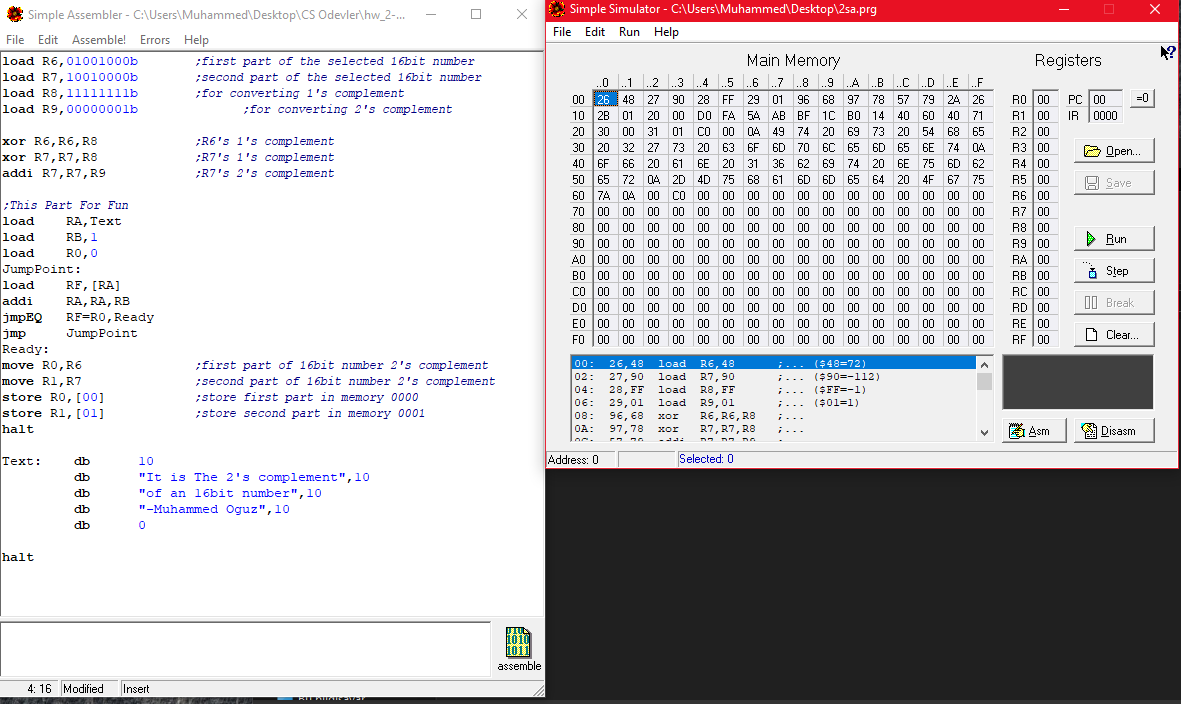 Simple Assembler - C:\Users\Muhammed\Desktop\CS Odevler\hw_2-...
File Edit Assemble! Errors Help
load R6,01001000b ;first part of the selected 16bit number
load R7,10010000b ;second part of the selected 16bit number
load R8,11111111b ;for converting 1's complement
load R9,00000001b ;for converting 2's complement
xor R6,R6,R8 ;R6's 1's complement
xor R7,R7,R8 ;R7's 1's complement
addi R7,R7,R9 ;R7's 2's complement
;This Part For Fun
load RA,Text
load RB,1
load R0,0
JumpPoint:
load RF,[RA]
addi RA,RA,RB
jmpEQ RF=R0,Ready
jmp JumpPoint
Ready:
move R0,R6 ;first part of 16bit number 2's complement
move R1,R7 ;second part of 16bit number 2's complement
store R0,[00] ;store first part in memory 0000
store R1,[01] ;store second part in memory 0001
halt
Text: db 10
db "It is The 2's complement",10
db "of an 16bit number",10
db "-Muhammed Oguz",10
db 0
halt
assemble
4: 16 Modified Insert
Simple Simulator - C:\Users\Muhammed\Desktop\2sa.prg
File Edit Run Help
Main Memory
..0 ..1 ..2 ..3 ..4 ..5 ..6 ..7 ..8 ..9 ..A ..B ..C ..D ..E ..F
00 26 48 27 90 28 FF 29 01 96 68 97 78 57 79 2A 26
10 2B 01 20 00 D0 FA 5A AB BF 1C B0 14 40 60 40 71
20 30 00 31 01 C0 00 0A 49 74 20 69 73 20 54 68 65
30 20 32 27 73 20 63 6F 6D 70 6C 65 6D 65 6E 74 0A
40 6F 66 20 61 6E 20 31 36 62 69 74 20 6E 75 6D 62
50 65 72 0A 2D 4D 75 68 61 6D 6D 65 64 20 4F 67 75
60 7A 0A 00 C0 00 00 00 00 00 00 00 00 00 00 00 00
70 00 00 00 00 00 00 00 00 00 00 00 00 00 00 00 00
80 00 00 00 00 00 00 00 00 00 00 00 00 00 00 00 00
90 00 00 00 00 00 00 00 00 00 00 00 00 00 00 00 00
A0 00 00 00 00 00 00 00 00 00 00 00 00 00 00 00 00
B0 00 00 00 00 00 00 00 00 00 00 00 00 00 00 00 00
C0 00 00 00 00 00 00 00 00 00 00 00 00 00 00 00 00
D0 00 00 00 00 00 00 00 00 00 00 00 00 00 00 00 00
E0 00 00 00 00 00 00 00 00 00 00 00 00 00 00 00 00
F0 00 00 00 00 00 00 00 00 00 00 00 00 00 00 00 00
00: 26,48 load R6,48 ;... ($48=72)
02: 27,90 load R7,90 ;... ($90=-112)
04: 28,FF load R8,FF ;... ($FF=-1)
06: 29,01 load R9,01 ;... ($01=1)
08: 96,68 xor R6,R6,R8 ;...
0A: 97,78 xor R7,R7,R8 ;...
Address: 0 Selected: 0
Registers
R0 00 PC 00 =0
R1 00 IR 0000
R2 00
R3 00 Open...
R4 00
R5 00 Save
R6 00
R7 00
R8 00
R9 00 Run
RA 00
RB 00 Step
RC 00
RD 00 Break
RE 00
RF 00 Clear...
Asm Disasm